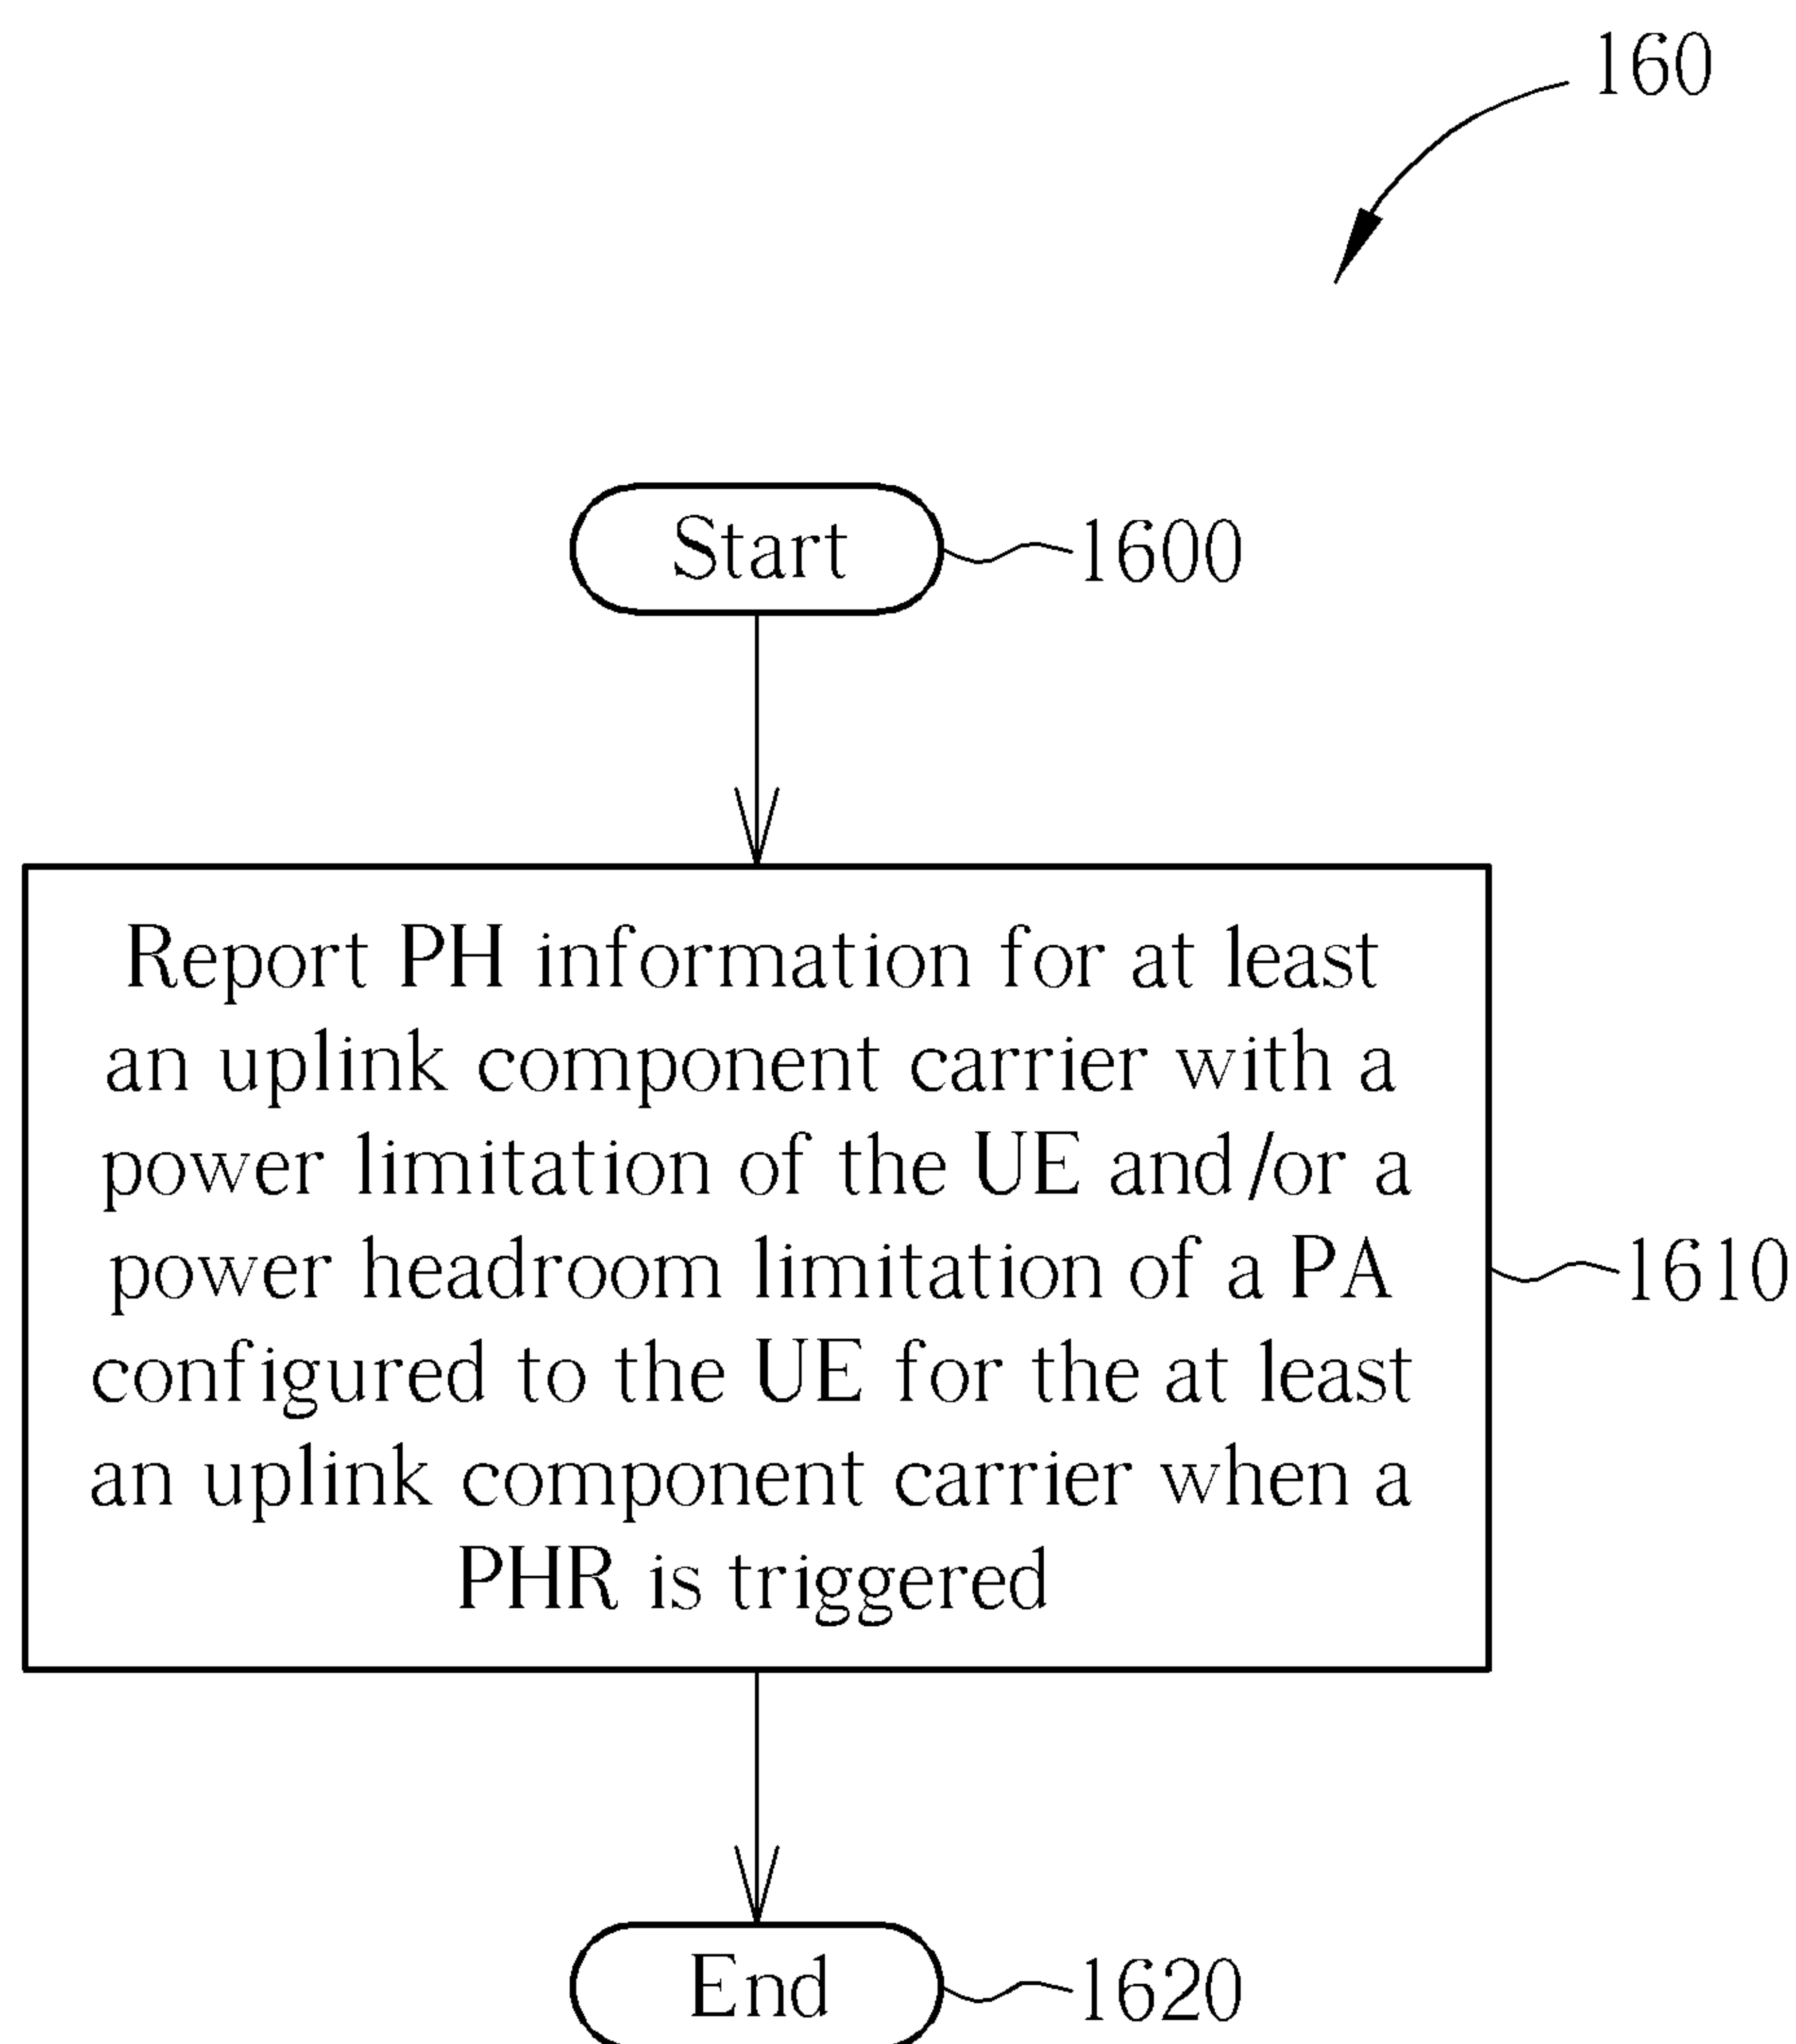 160
Start
1600
Report PH information for at least
an uplink component carrier with a
power limitation of the UE and/or a
power headroom limitation of a PA
configured to the UE for the at least
an uplink component carrier when a
PHR is triggered
1610
End
1620